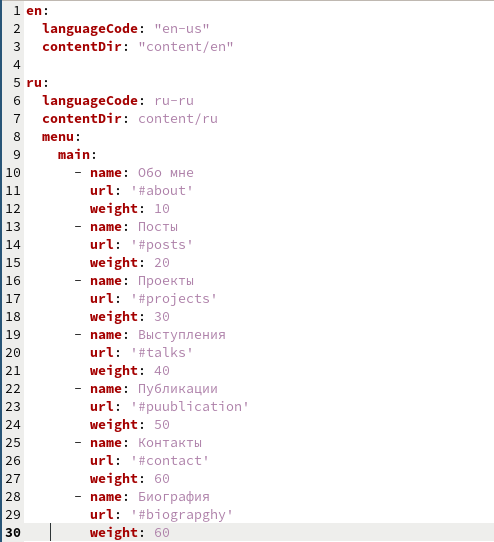 1 en:
2   languageCode: "en-us"
3   contentDir: "content/en"
4
5 ru:
6   languageCode: ru-ru
7   contentDir: content/ru
8   menu:
9     main:
10       - name: Обо мне
11         url: '#about'
12         weight: 10
13       - name: Посты
14         url: '#posts'
15         weight: 20
16       - name: Проекты
17         url: '#projects'
18         weight: 30
19       - name: Выступления
20         url: '#talks'
21         weight: 40
22       - name: Публикации
23         url: '#puublication'
24         weight: 50
25       - name: Контакты
26         url: '#contact'
27         weight: 60
28       - name: Биография
29         url: '#biograpghy'
30         weight: 60